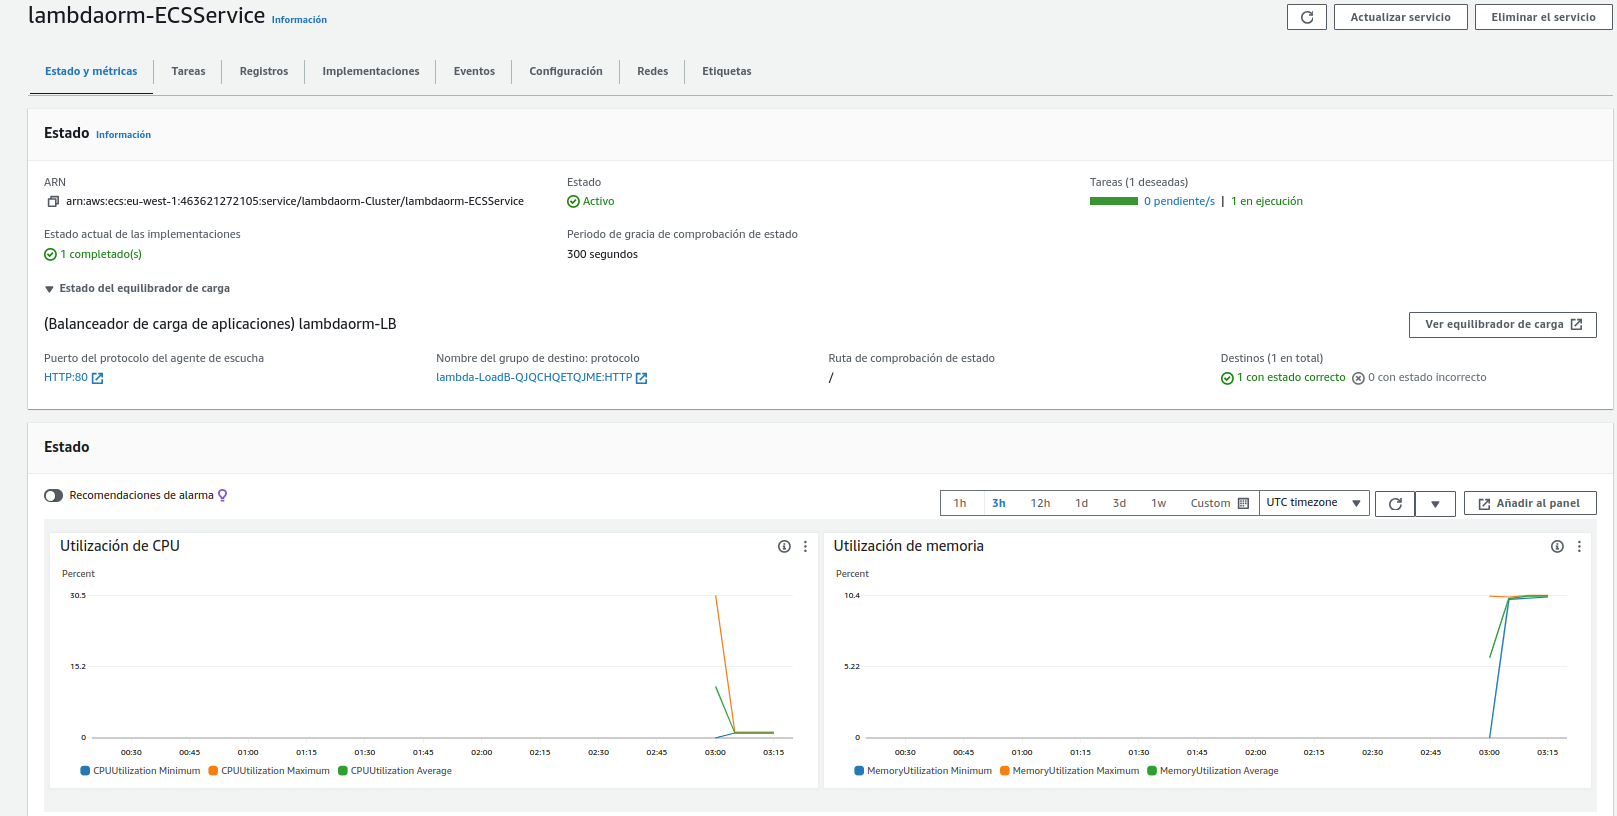 lambdaorm-ECSService Información
Actualizar servicio
Eliminar el servicio
Estado y métricas
Tareas
Registros
Implementaciones
Eventos
Configuración
Redes
Etiquetas
Estado Información
ARN
arn:aws:ecs:eu-west-1:463621272105:service/lambdaorm-Cluster/lambdaorm-ECSService
Estado
Activo
Tareas (1 deseadas)
0 pendiente/s | 1 en ejecución
Estado actual de las implementaciones
1 completado(s)
Periodo de gracia de comprobación de estado
300 segundos
Estado del equilibrador de carga
(Balanceador de carga de aplicaciones) lambdaorm-LB
Ver equilibrador de carga
Puerto del protocolo del agente de escucha
HTTP:80
Nombre del grupo de destino: protocolo
lambda-LoadB-QJQCHQETQJME:HTTP
Ruta de comprobación de estado
/
Destinos (1 en total)
1 con estado correcto 0 con estado incorrecto
Estado
Recomendaciones de alarma
1h 3h 12h 1d 3d 1w Custom
UTC timezone
Añadir al panel
Utilización de CPU
Percent
30.5
15.2
0
00:30 00:45 01:00 01:15 01:30 01:45 02:00 02:15 02:30 02:45 03:00 03:15
CPUUtilization Minimum CPUUtilization Maximum CPUUtilization Average
Utilización de memoria
Percent
10.4
5.22
0
00:30 00:45 01:00 01:15 01:30 01:45 02:00 02:15 02:30 02:45 03:00 03:15
MemoryUtilization Minimum MemoryUtilization Maximum MemoryUtilization Average